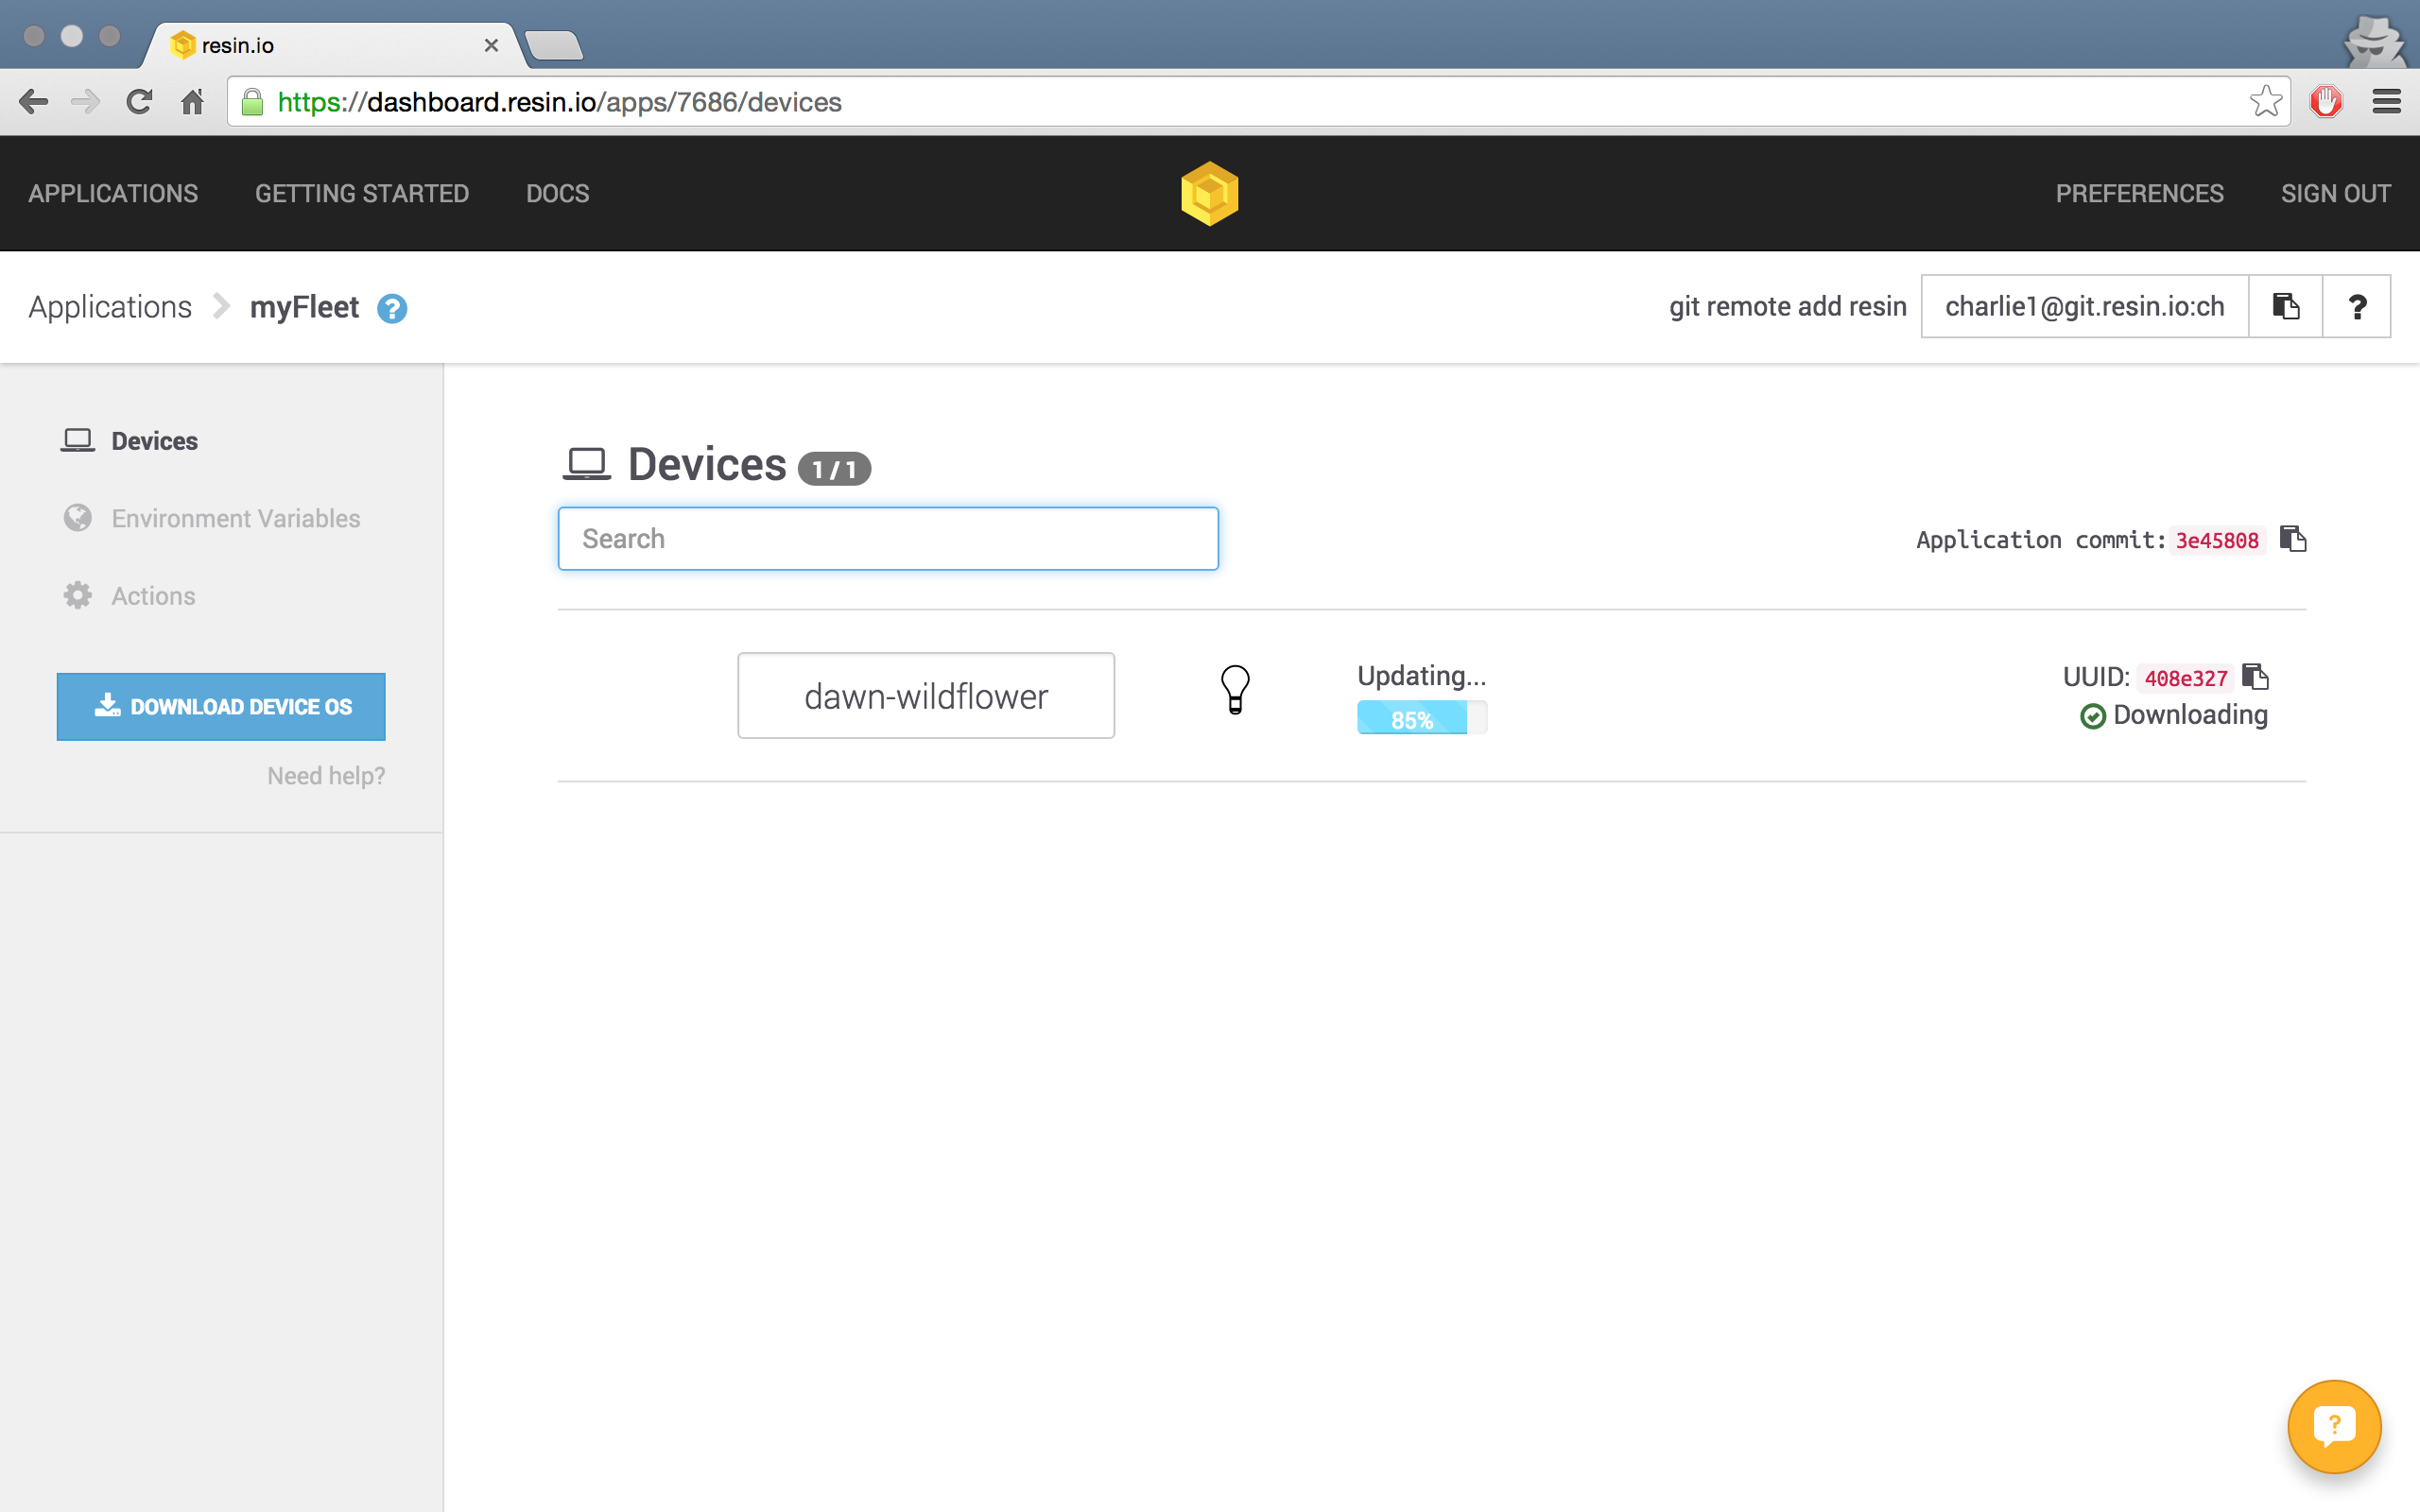 resin.io
https://dashboard.resin.io/apps/7686/devices
APPLICATIONS GETTING STARTED DOCS PREFERENCES SIGN OUT
Applications myFleet ? git remote add resin charlie1@git.resin.io:ch ?
Devices
Environment Variables
Actions
DOWNLOAD DEVICE OS
Need help?
Devices 1 / 1
Search
Application commit: 3e45808
dawn-wildflower
Updating...
85%
UUID: 408e327
Downloading
?